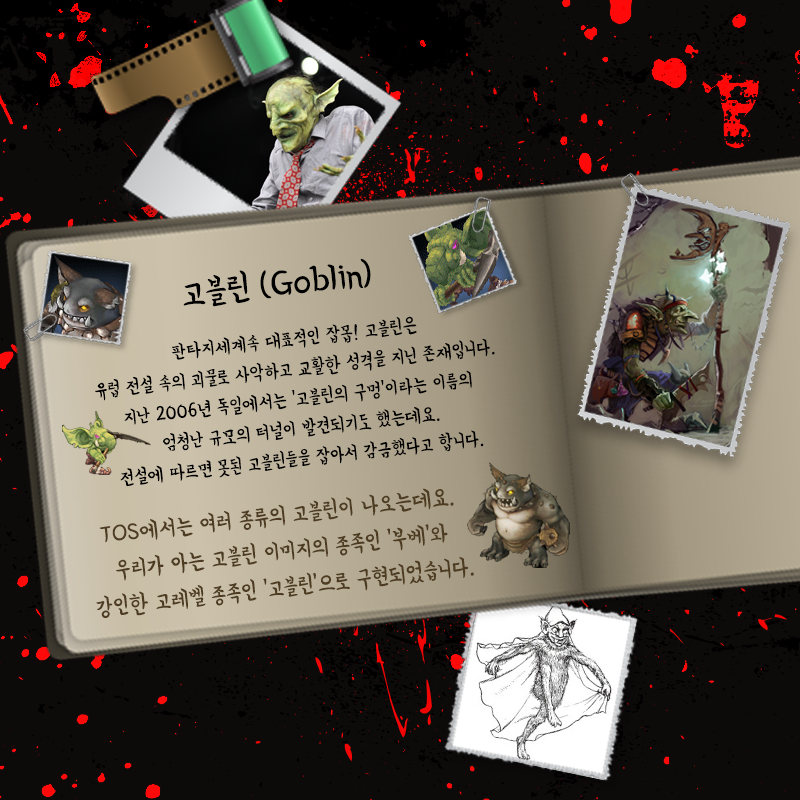 고블린 (Goblin)
판타지세계속 대표적인 잡몹! 고블린은
유럽 전설 속의 괴물로 사악하고 교활한 성격을 지닌 존재입니다.
지난 2006년 독일에서는 '고블린의 구멍'이라는 이름의
엄청난 규모의 터널이 발견되기도 했는데요.
전설에 따르면 못된 고블린들을 잡아서 감금했다고 합니다.
TOS에서는 여러 종류의 고블린이 나오는데요.
우리가 아는 고블린 이미지의 종족인 '부베'와
강인한 고레벨 종족인 '고블린'으로 구현되었습니다.